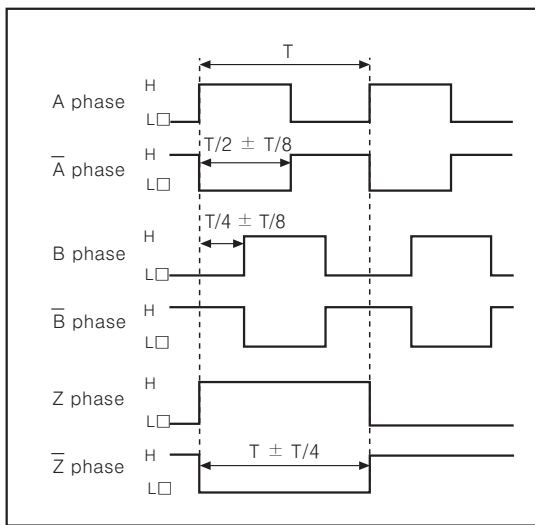 T
H
A phase
L□
H
T/2 ± T/8
A̅ phase
L□
T/4 ± T/8
H
B phase
L□
H
B̅ phase
L□
H
Z phase
L□
H
T ± T/4
Z̅ phase
L□